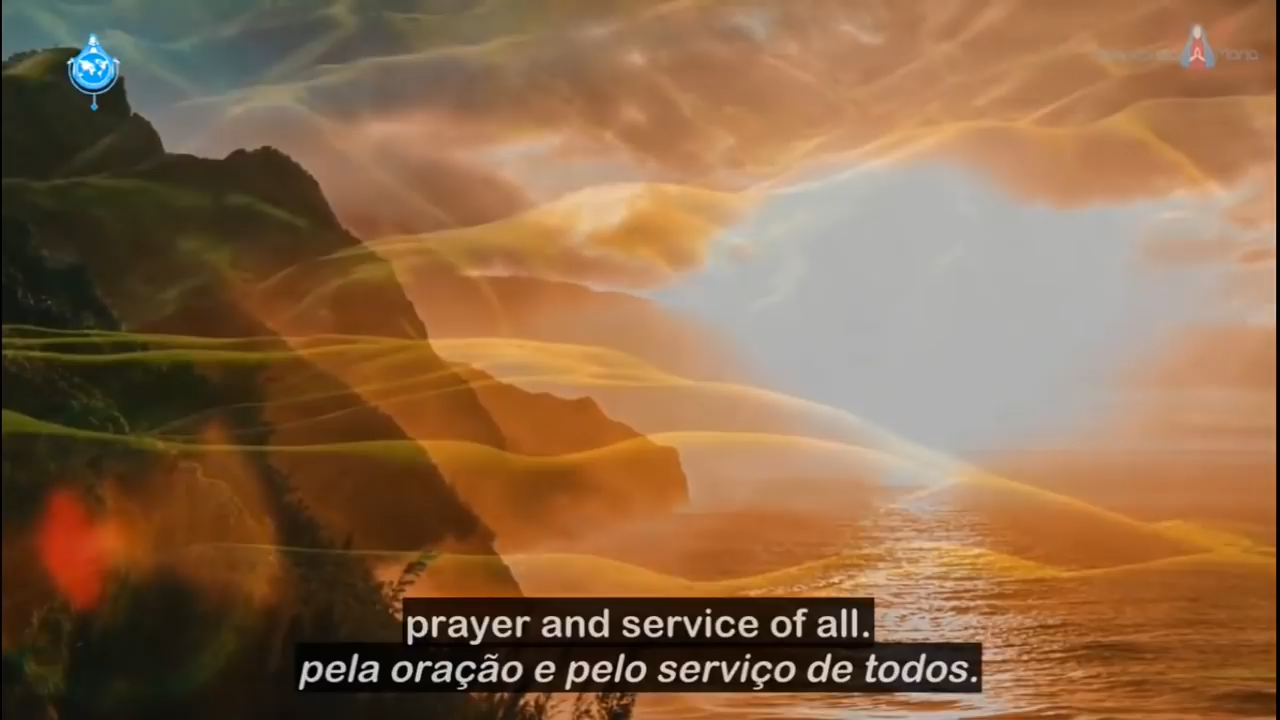 prayer and service of all.
pela oração e pelo serviço de todos.